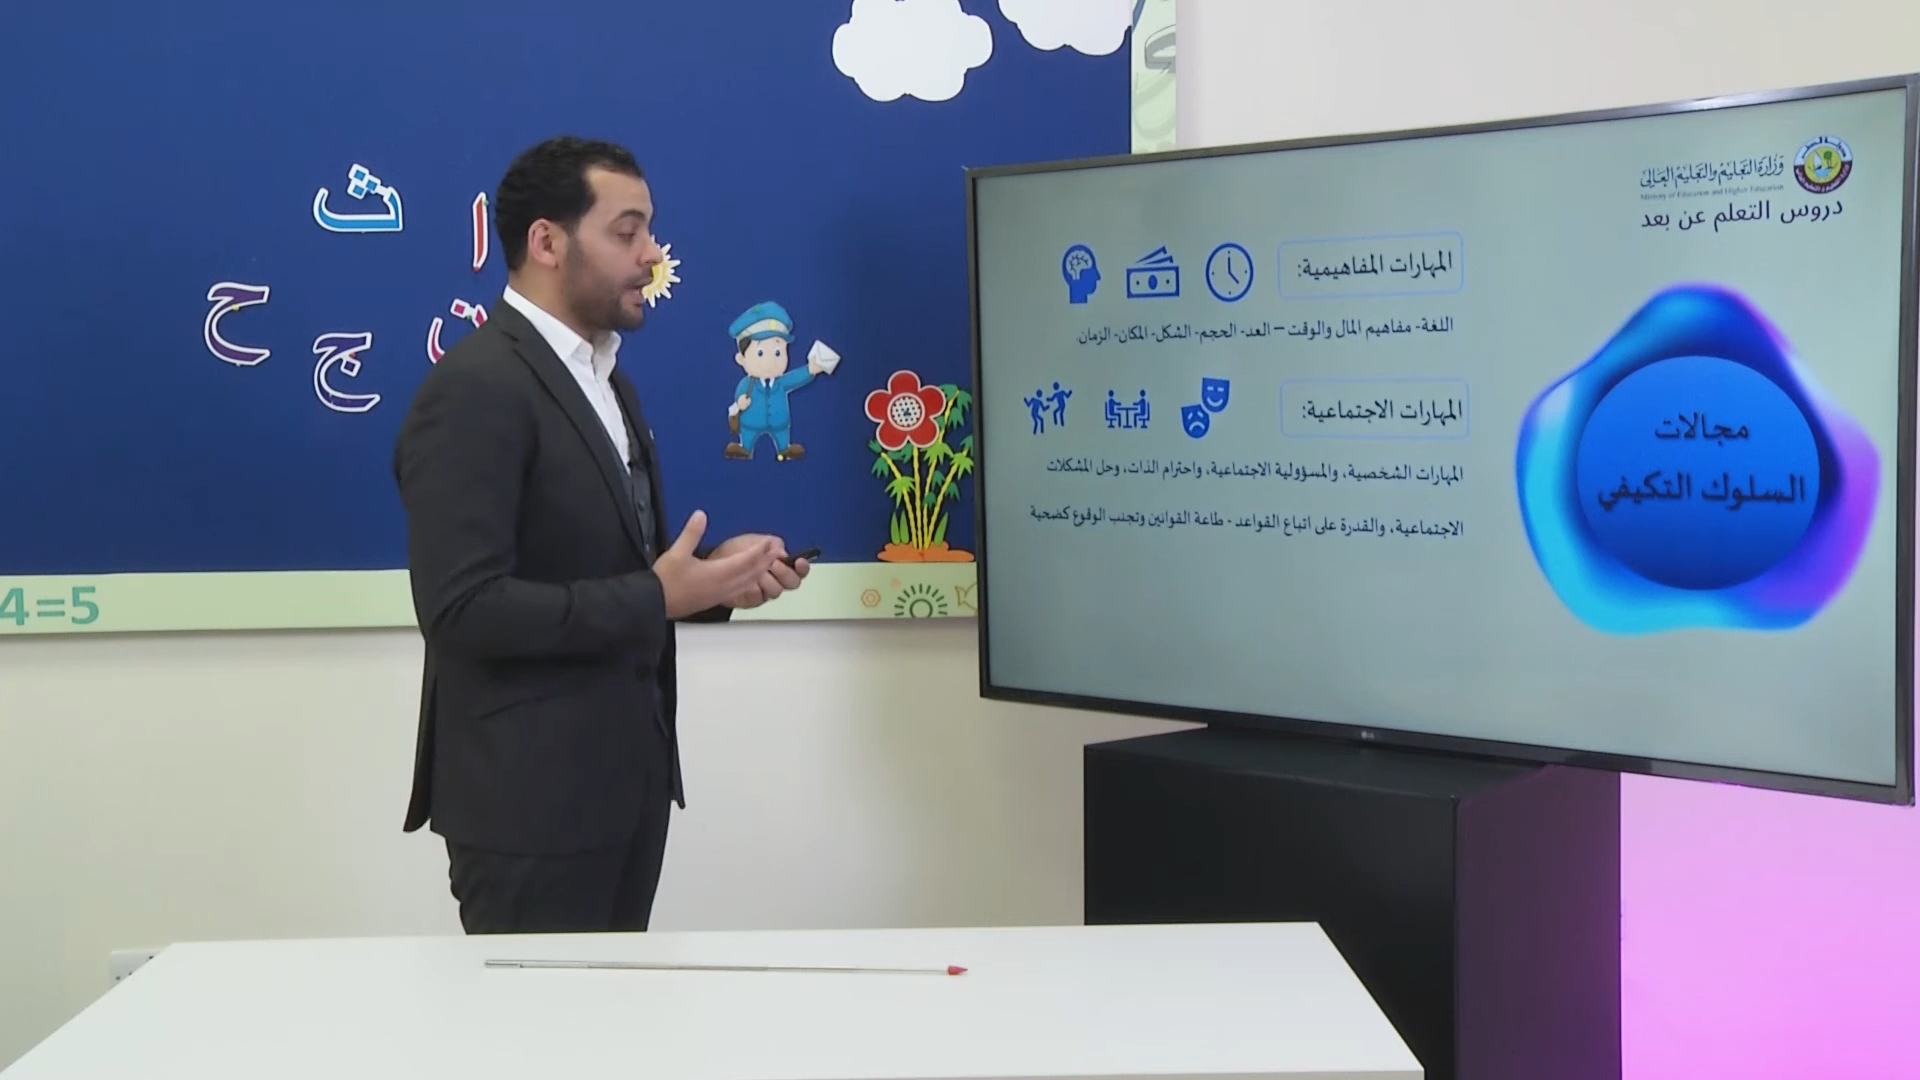 وزارة التعليم والتعليم العالي
Ministry of Education and Higher Education
دروس التعلم عن بعد
مجالات
السلوك التكيفي
المهارات المفاهيمية:
اللغة- مفاهيم المال والوقت – العد- الحجم- الشكل- المكان- الزمان.
المهارات الاجتماعية:
المهارات الشخصية، والمسؤولية الاجتماعية، واحترام الذات، وحل المشكلات
الاجتماعية، والقدرة على اتباع القواعد - طاعة القوانين وتجنب الوقوع كضحية
ا
ث
ت
ج
ح
4=5
LG